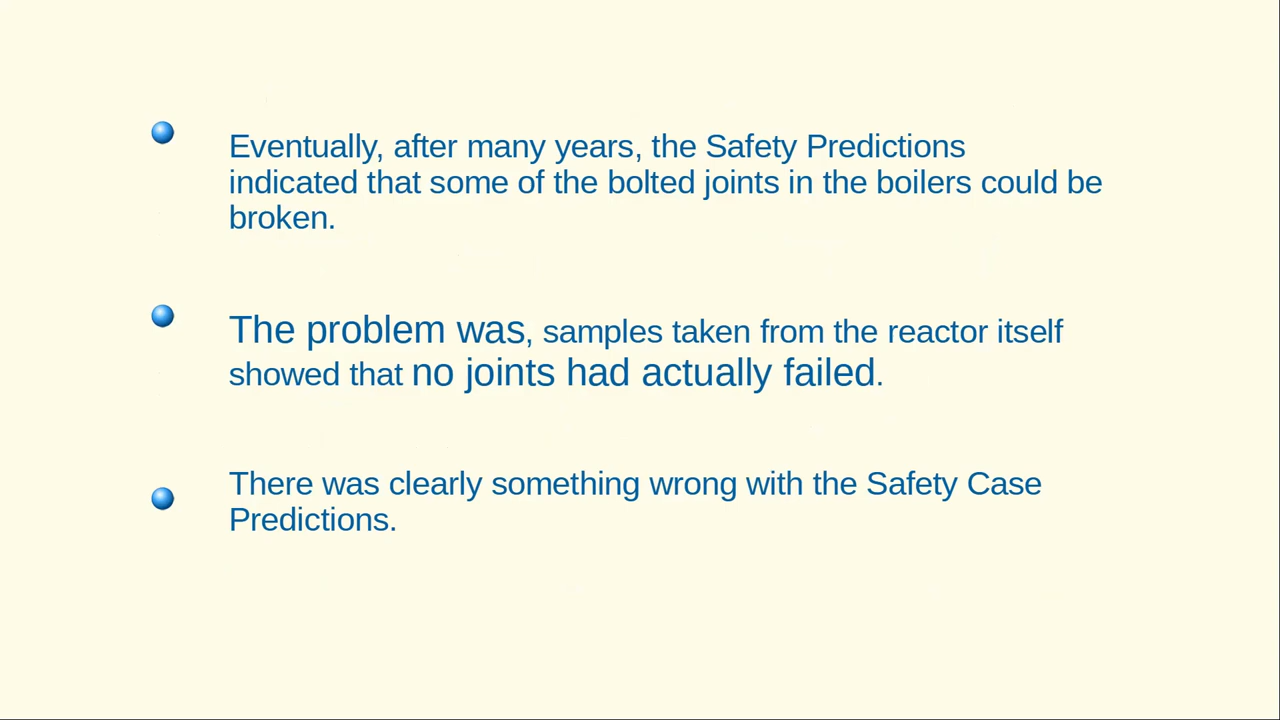 Eventually, after many years, the Safety Predictions
indicated that some of the bolted joints in the boilers could be
broken.
The problem was, samples taken from the reactor itself
showed that no joints had actually failed.
There was clearly something wrong with the Safety Case
Predictions.